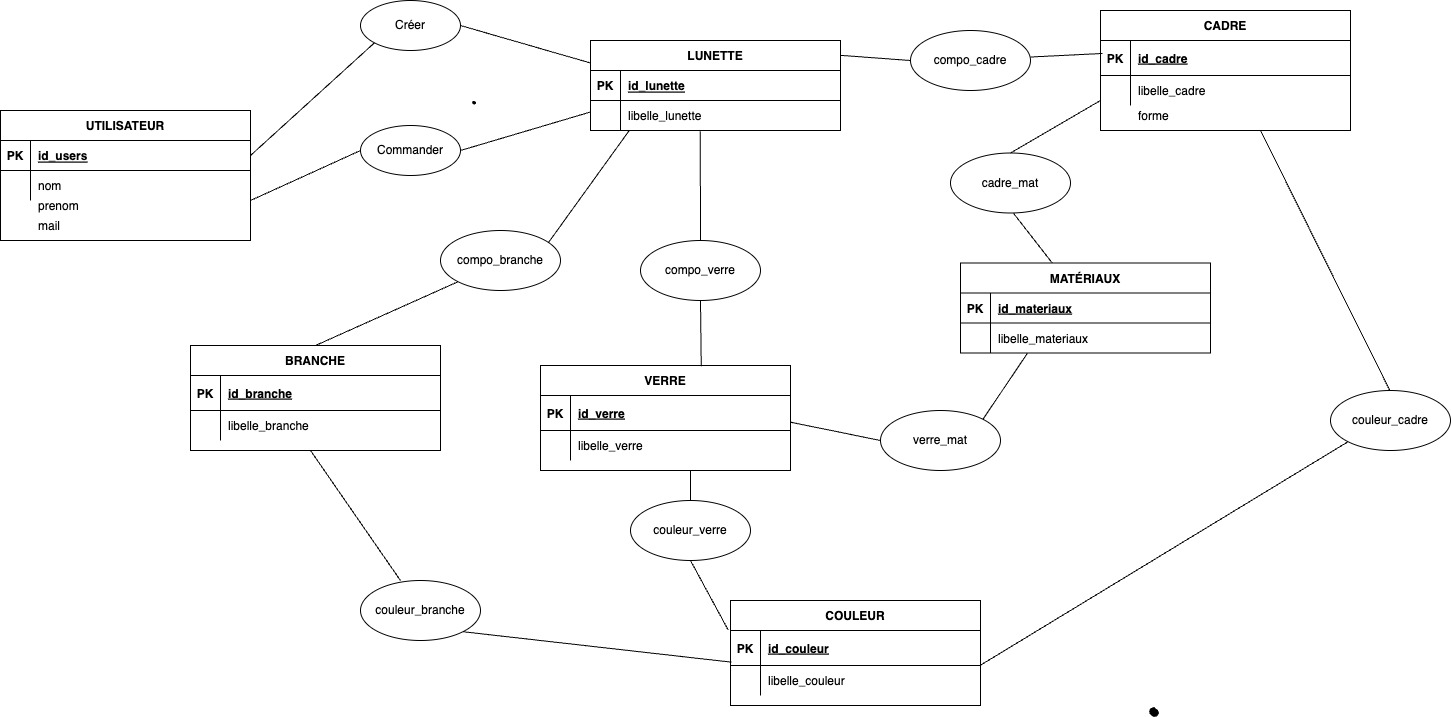 Créer
CADRE
LUNETTE
PK id_cadre
compo_cadre
PK id_lunette
libelle_cadre
libelle_lunette
forme
UTILISATEUR
PK id_users
Commander
nom
prenom
mail
cadre_mat
compo_branche
compo_verre
MATÉRIAUX
PK id_materiaux
libelle_materiaux
BRANCHE
PK id_branche
libelle_branche
VERRE
PK id_verre
libelle_verre
verre_mat
couleur_cadre
couleur_verre
couleur_branche
COULEUR
PK id_couleur
libelle_couleur